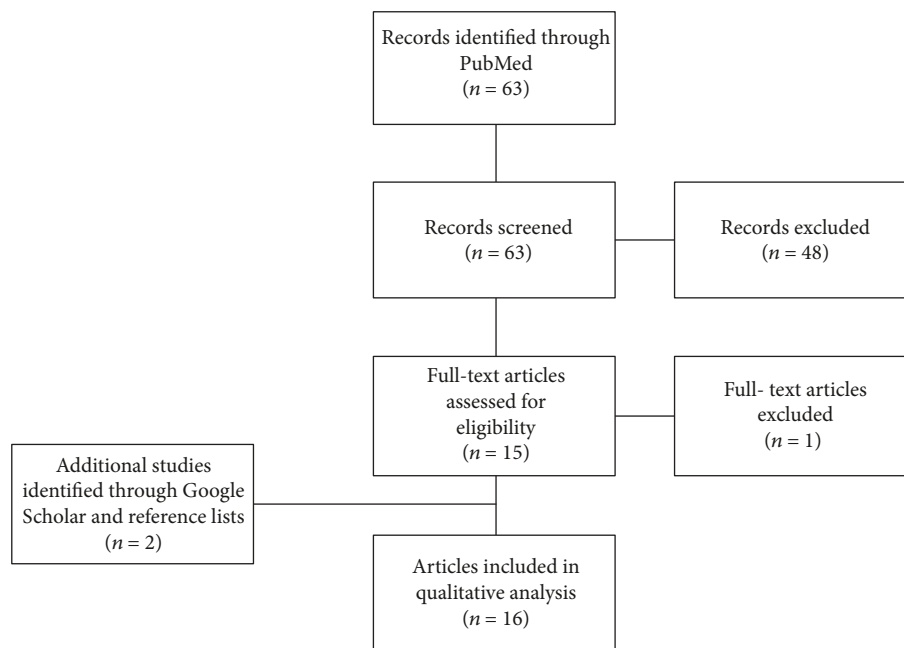 Records identified through
PubMed
(n = 63)
Records screened
(n = 63)
Records excluded
(n = 48)
Full-text articles
assessed for
eligibility
(n = 15)
Full- text articles
excluded
(n = 1)
Additional studies
identified through Google
Scholar and reference lists
(n = 2)
Articles included in
qualitative analysis
(n = 16)